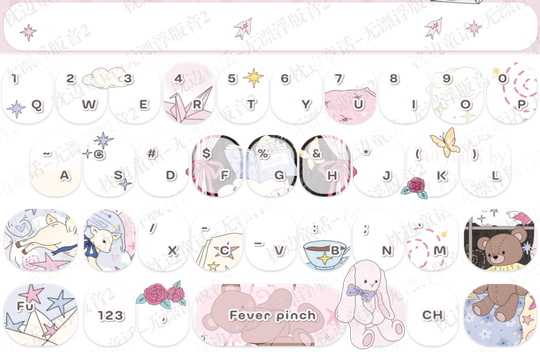 1 2 3 4 5 6 7 8 9 0
Q W E R T Y U I O P
~ @ # $ % & * ( )
A S D F G H J K L
/ - _ : ; ,
Z X C V B N M
Fu 123 , Fever pinch CH
枕边童话-无漂浮版音2